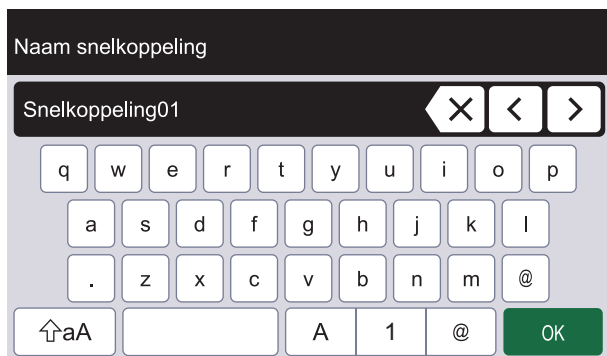 Naam snelkoppeling
Snelkoppeling01
q w e r t y u i o p
a s d f g h j k l
. z x c v b n m @
aA A 1 @ OK